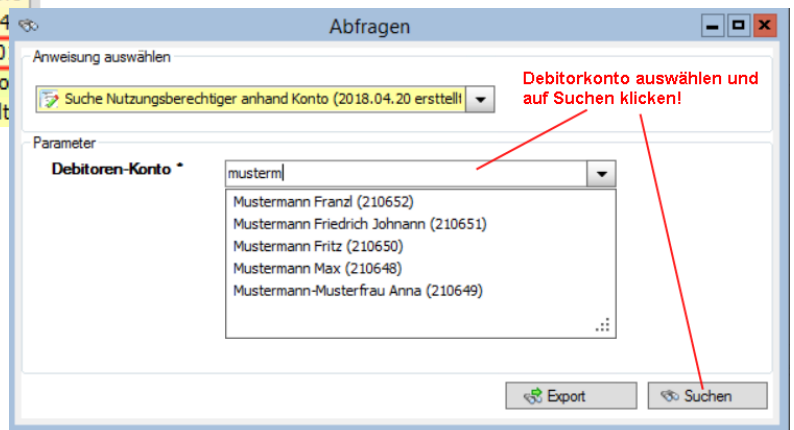 Abfragen
Anweisung auswählen
Suche Nutzungsberechtiger anhand Konto (2018.04.20 ersttellt
Debitorkonto auswählen und
auf Suchen klicken!
Parameter
Debitoren-Konto *
musterm
Mustermann Franzl (210652)
Mustermann Friedrich Johnann (210651)
Mustermann Fritz (210650)
Mustermann Max (210648)
Mustermann-Musterfrau Anna (210649)
Export
Suchen